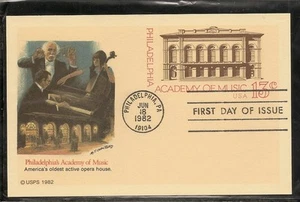 PHILADELPHIA
ACADEMY OF MUSIC
USA 13¢
PHILADELPHIA, PA
JUN
18
1982
19104
FIRST DAY OF ISSUE
Philadelphia's Academy of Music
America's oldest active opera house.
© USPS 1982